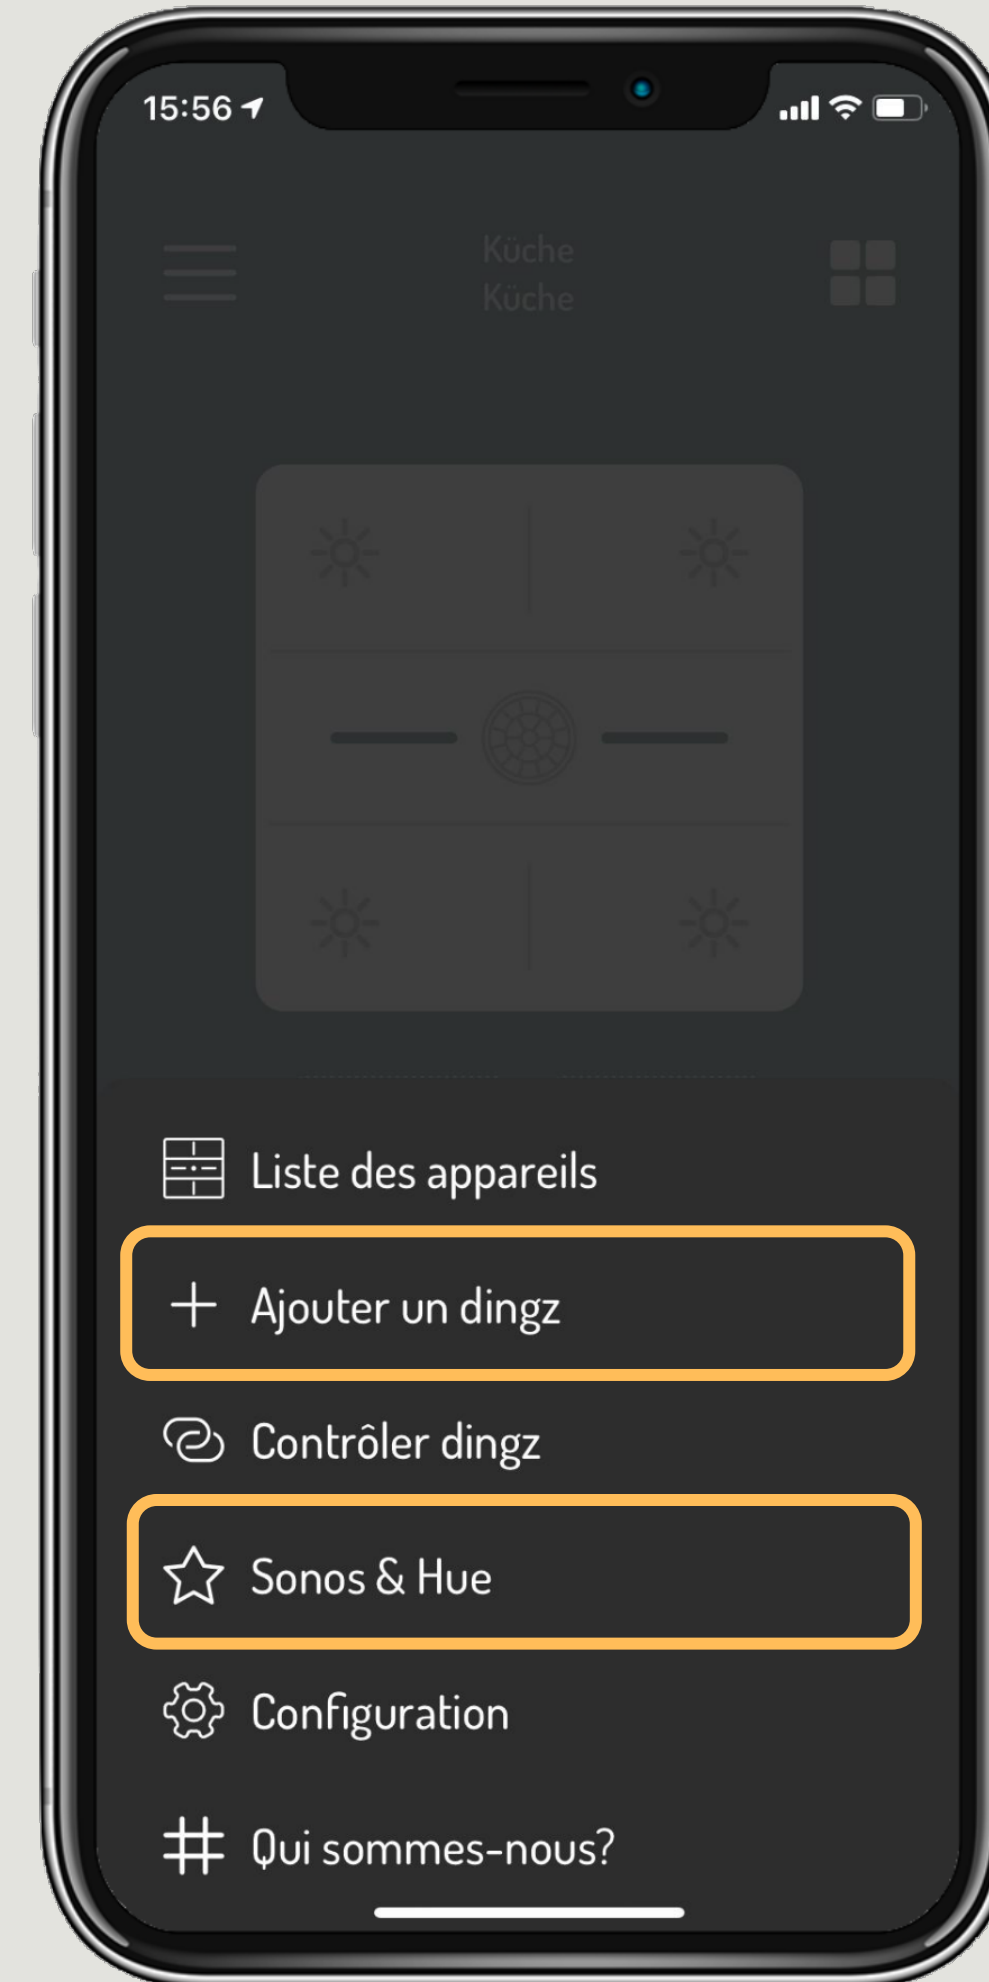 15:56
Küche
Küche
Liste des appareils
Ajouter un dingz
Contrôler dingz
Sonos & Hue
Configuration
Qui sommes-nous?